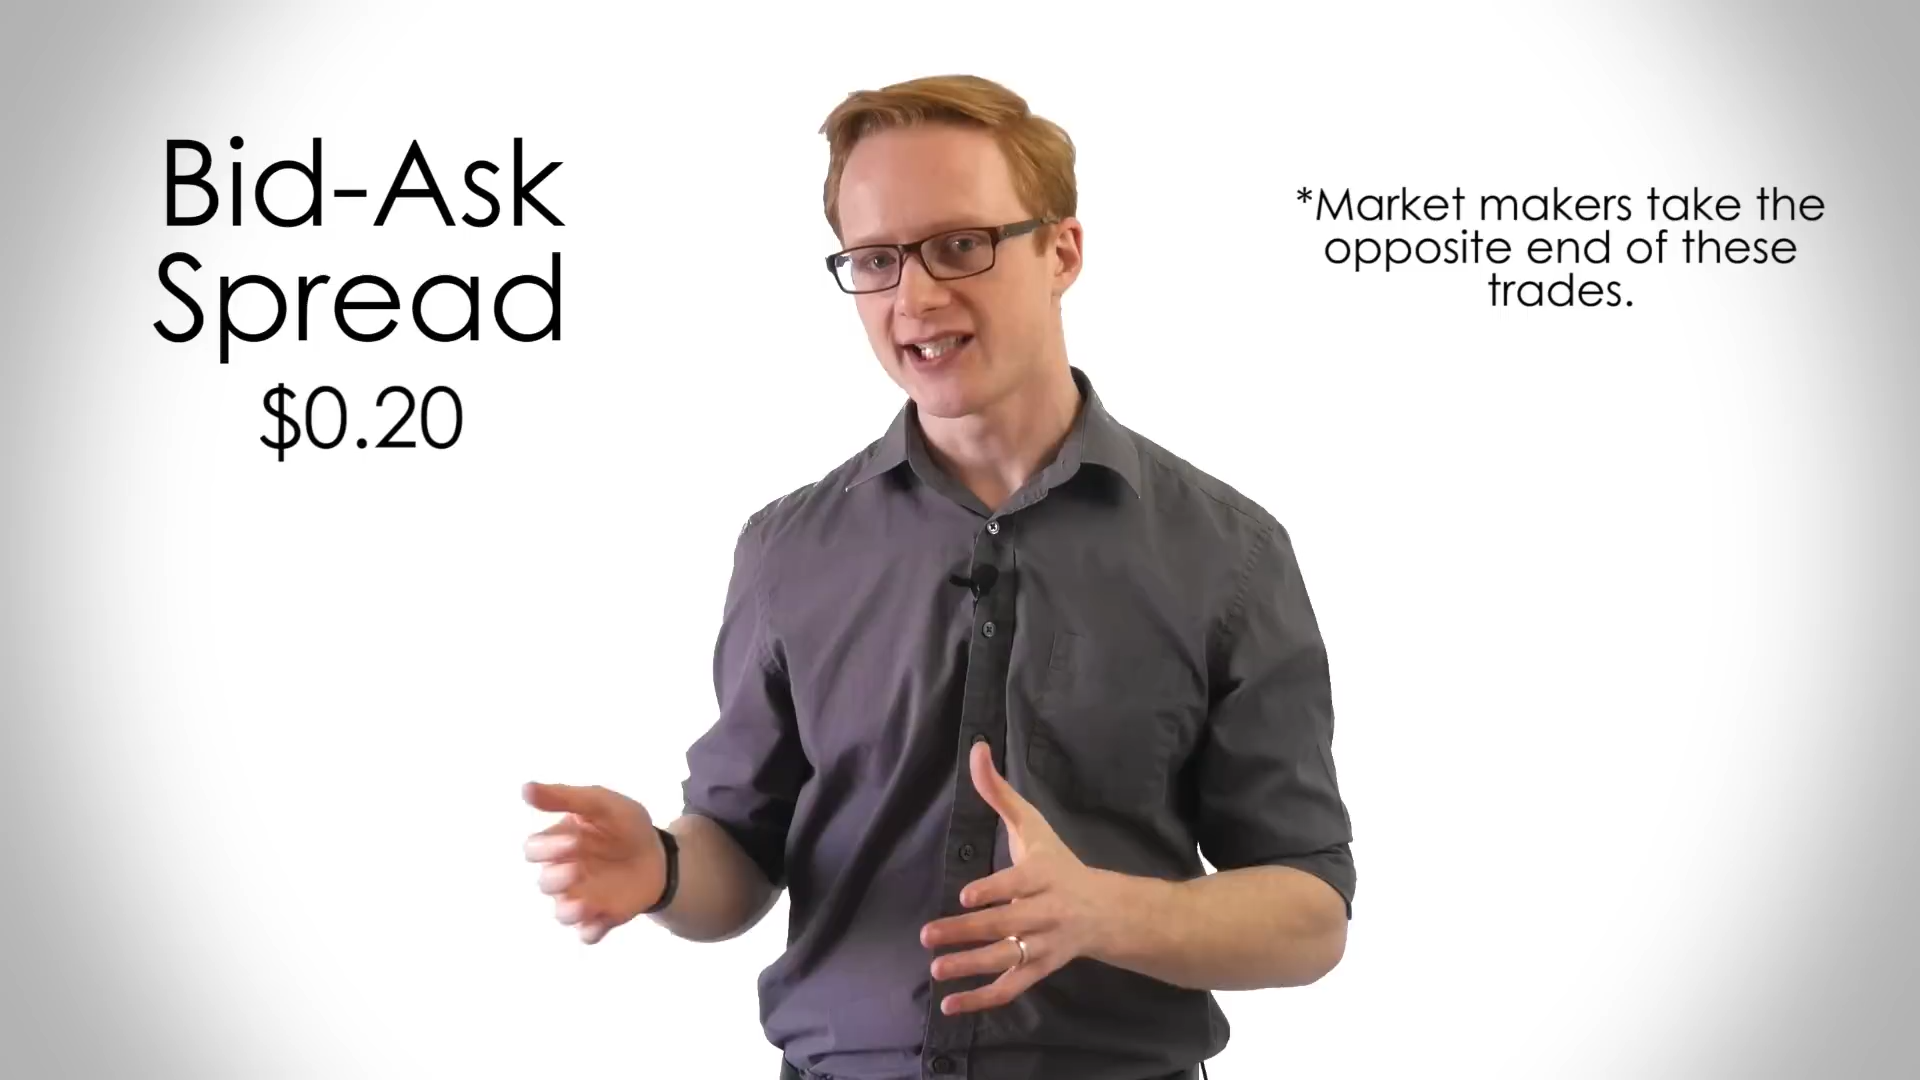 Bid-Ask
Spread
$0.20
*Market makers take the
opposite end of these
trades.